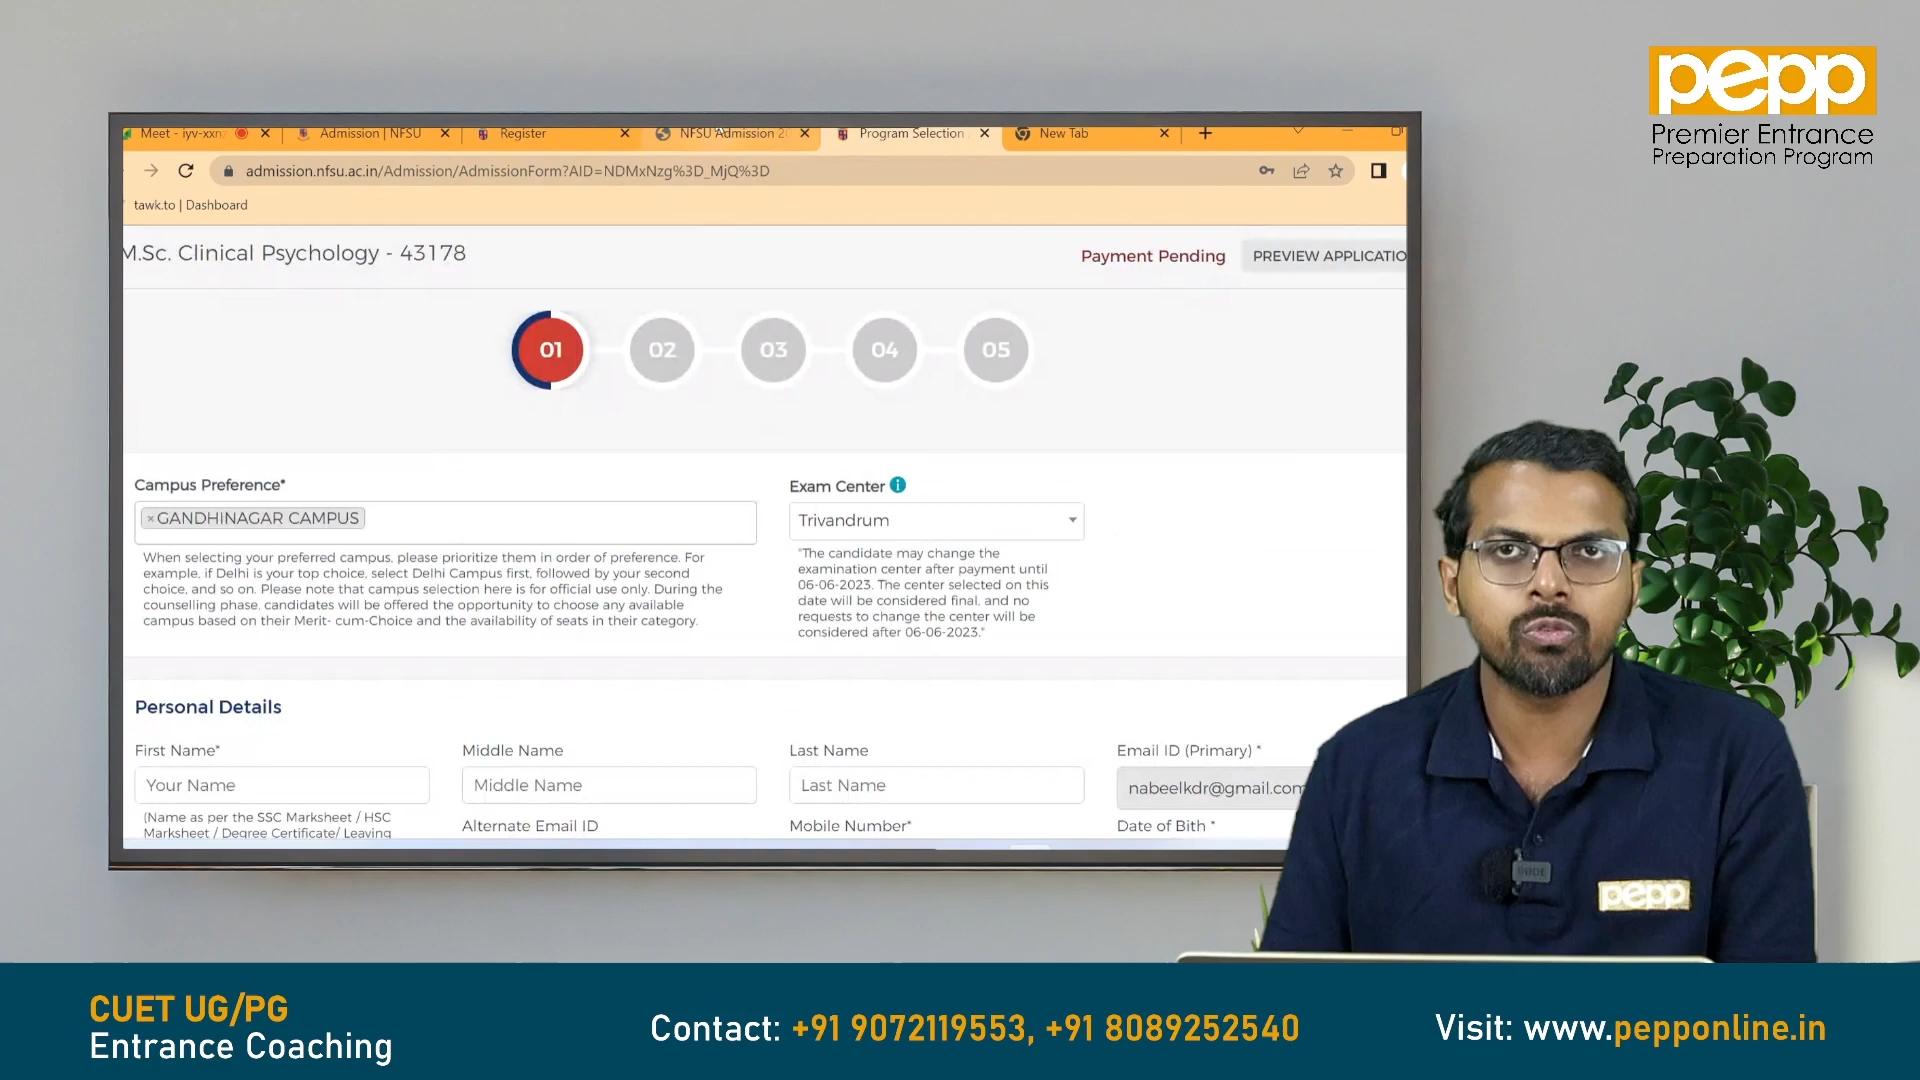 pepp
Premier Entrance
Preparation Program
Meet - iyv-xxn
Admission | NFSU
Register
NFSU Admission 20
Program Selection
New Tab
admission.nfsu.ac.in/Admission/AdmissionForm?AID=NDMxNzg%3D_MjQ%3D
tawk.to | Dashboard
M.Sc. Clinical Psychology - 43178
Payment Pending
PREVIEW APPLICATIO
01
02
03
04
05
Campus Preference*
×GANDHINAGAR CAMPUS
When selecting your preferred campus, please prioritize them in order of preference. For
example, if Delhi is your top choice, select Delhi Campus first, followed by your second
choice, and so on. Please note that campus selection here is for official use only. During the
counselling phase, candidates will be offered the opportunity to choose any available
campus based on their Merit- cum-Choice and the availability of seats in their category.
Exam Center
Trivandrum
"The candidate may change the
examination center after payment until
06-06-2023. The center selected on this
date will be considered final, and no
requests to change the center will be
considered after 06-06-2023."
Personal Details
First Name*
Middle Name
Last Name
Email ID (Primary) *
Your Name
Middle Name
Last Name
nabeelkdr@gmail.com
(Name as per the SSC Marksheet / HSC
Marksheet / Degree Certificate/ Leaving
Alternate Email ID
Mobile Number*
Date of Bith *
pepp
CUET UG/PG
Entrance Coaching
Contact: +91 9072119553, +91 8089252540
Visit: www.pepponline.in